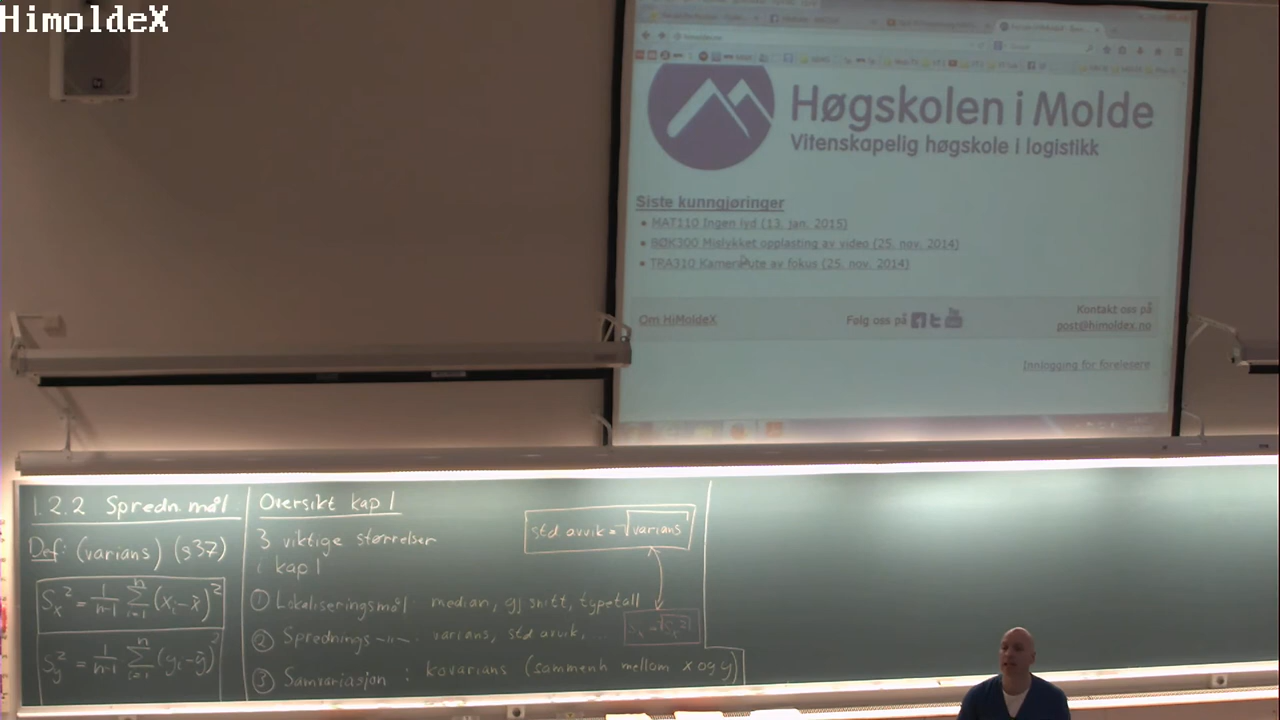 HimoldeX
Høgskolen i Molde
Vitenskapelig høgskole i logistikk
Siste kunngjøringer
MAT110 Ingen lyd (13. jan. 2015)
BØK300 Mislykket opplasting av video (25. nov. 2014)
TRA310 Kamera ute av fokus (25. nov. 2014)
Om HiMoldeX
Følg oss på
Kontakt oss på
post@himoldex.no
Innlogging for forelesere
1.2.2 Spredn. mål
Def: (varians) (s37)
Sx² = 1/(n-1) Σ i=1 n (xi - x̄)²
Sy² = 1/(n-1) Σ i=1 n (yi - ȳ)²
Oversikt kap 1
3 viktige størrelser
i kap 1
① Lokaliseringsmål median, gj snitt, typetall
② Sprednings -"- varians, std avvik, ...
③ Samvariasjon : kovarians (sammenh mellom x og y)
std avvik = √varians
Sx = √Sx²